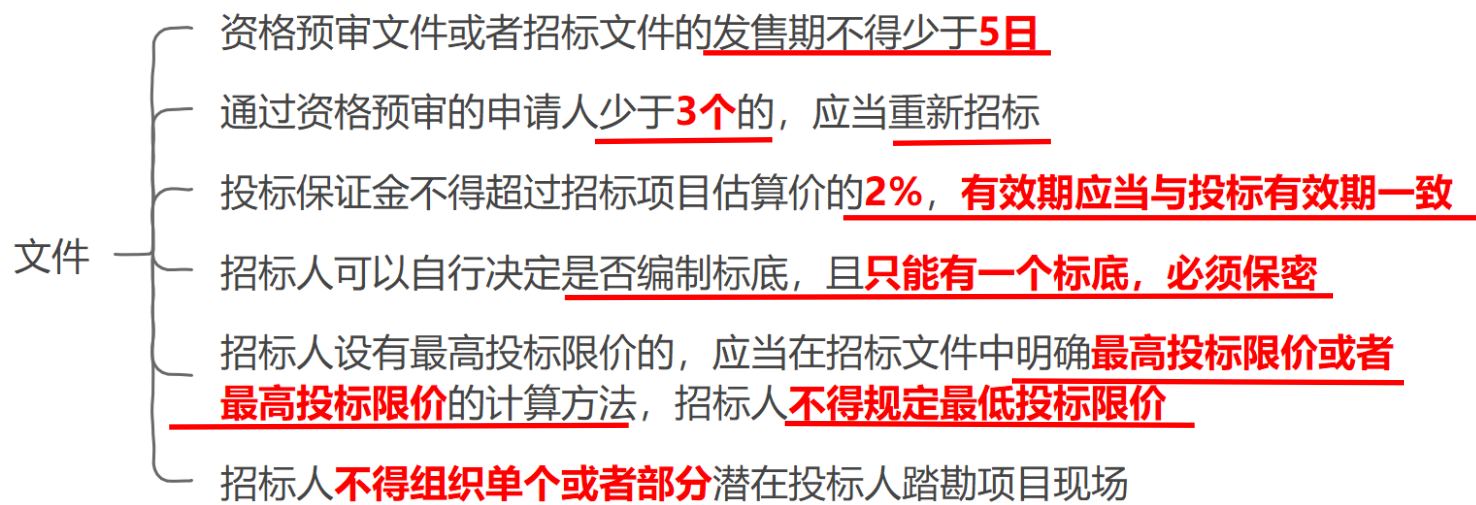 资格预审文件或者招标文件的发售期不得少于5日
通过资格预审的申请人少于3个的，应当重新招标
投标保证金不得超过招标项目估算价的2%，有效期应当与投标有效期一致
文件
招标人可以自行决定是否编制标底，且只能有一个标底，必须保密
招标人设有最高投标限价的，应当在招标文件中明确最高投标限价或者
最高投标限价的计算方法，招标人不得规定最低投标限价
招标人不得组织单个或者部分潜在投标人踏勘项目现场